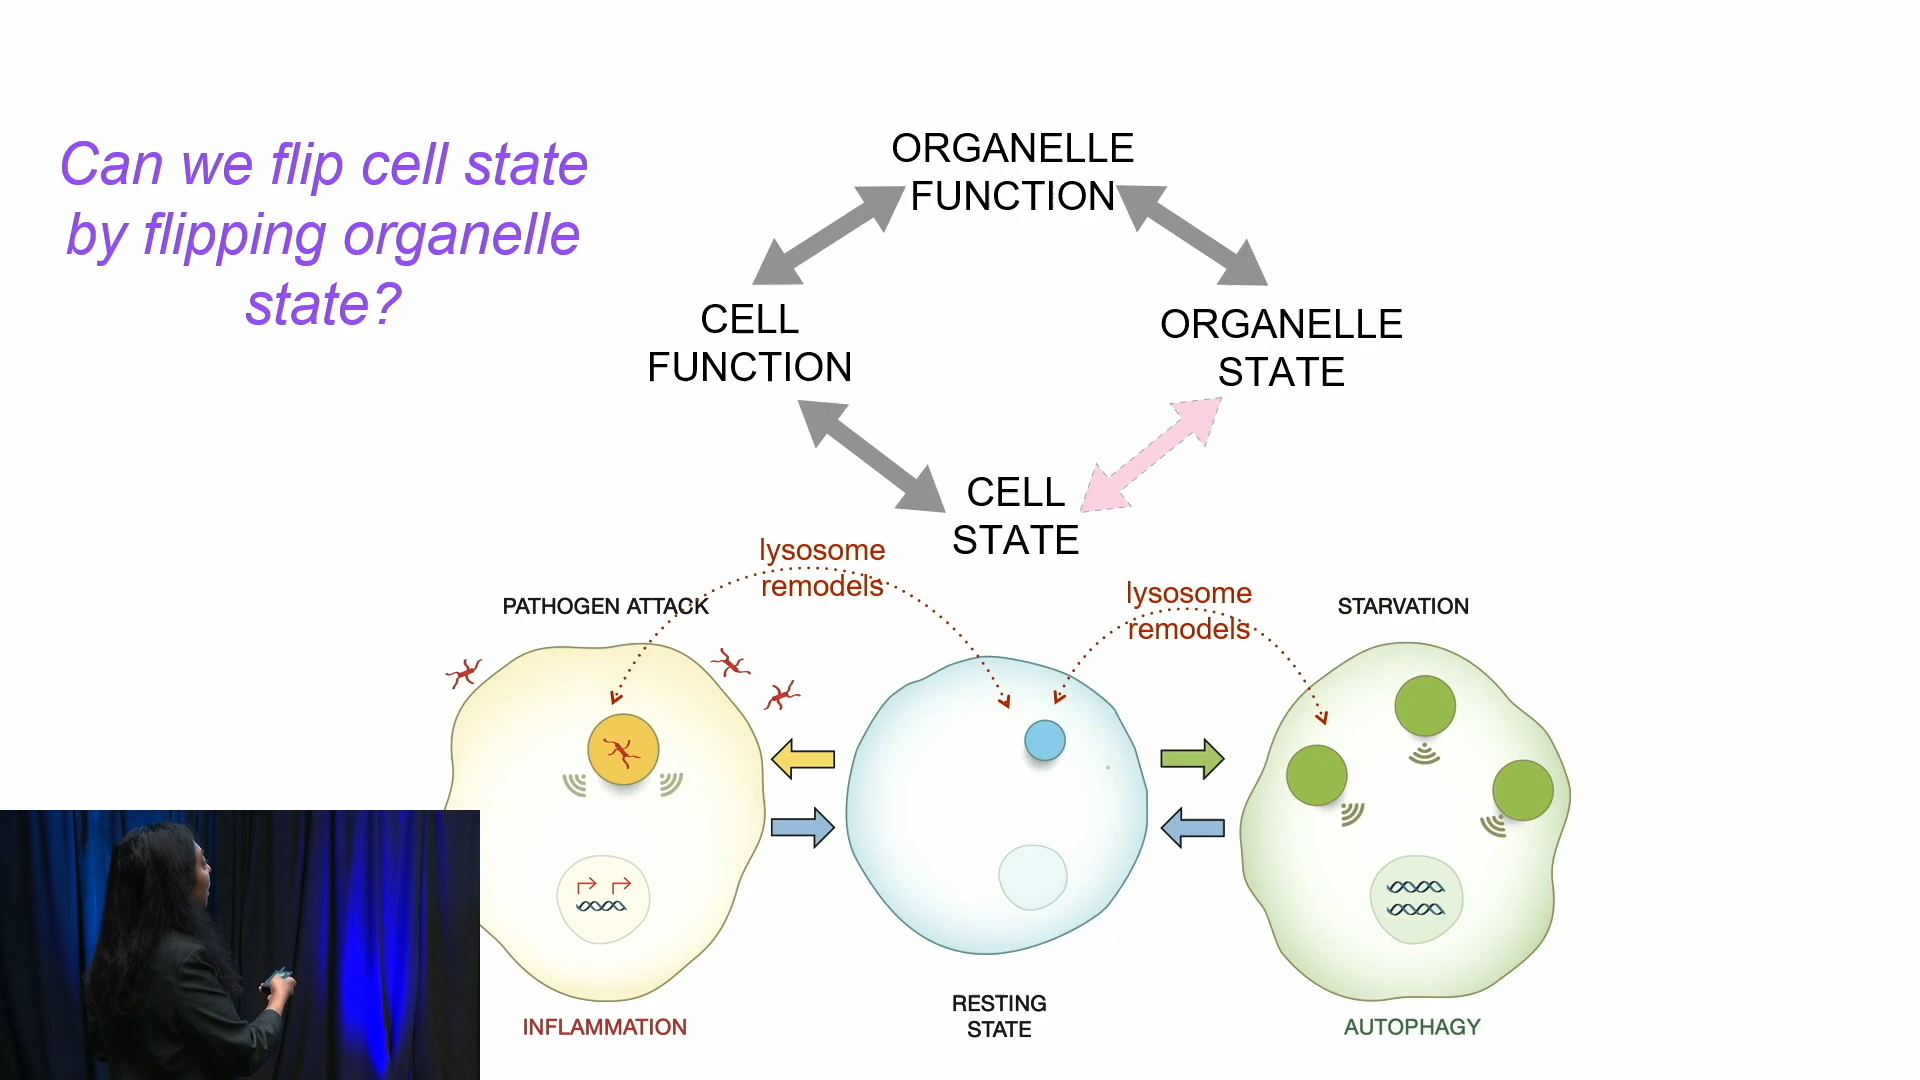 Can we flip cell state
by flipping organelle
state?
ORGANELLE
FUNCTION
CELL
FUNCTION
ORGANELLE
STATE
CELL
STATE
lysosome
remodels
lysosome
remodels
PATHOGEN ATTACK
STARVATION
INFLAMMATION
RESTING
STATE
AUTOPHAGY